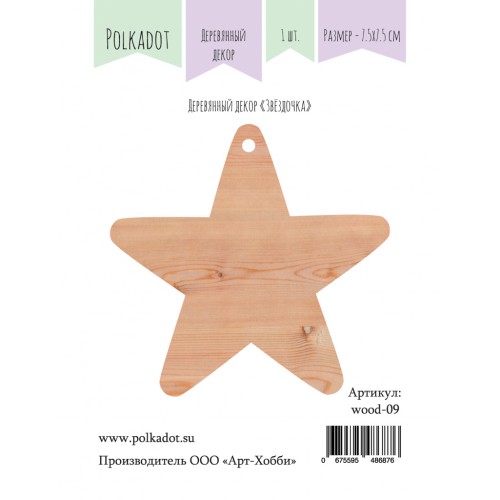 Polkadot
Деревянный
декор
1 шт.
Размер - 7.5x7.5 см
Деревянный декор «Звёздочка»
Артикул:
wood-09
www.polkadot.su
Производитель ООО «Арт-Хобби»
0 675595 486876